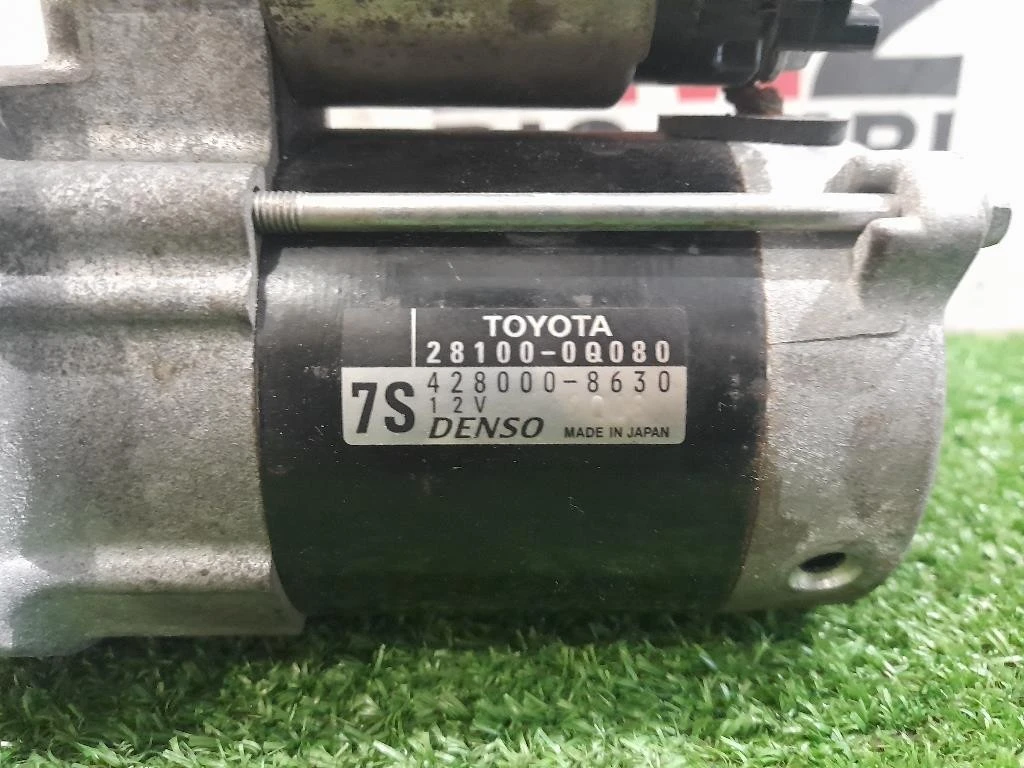 TOYOTA
28100-0Q080
7S
428000-8630
12V
DENSO MADE IN JAPAN